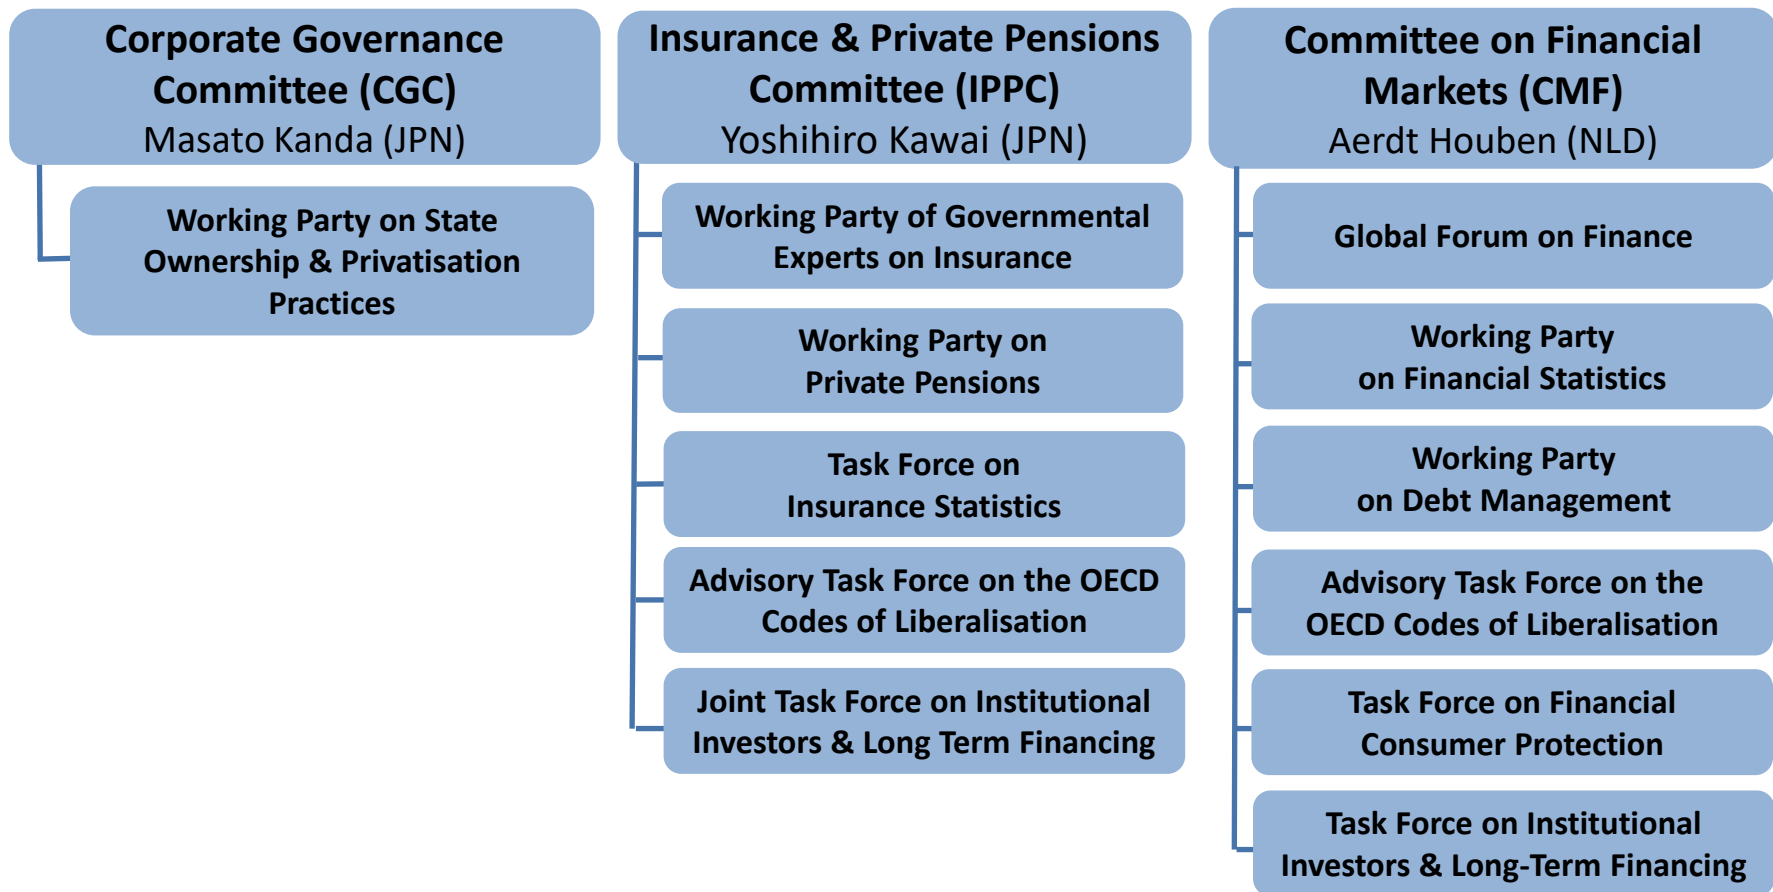 Corporate Governance
Committee (CGC)
Masato Kanda (JPN)
Working Party on State
Ownership & Privatisation
Practices
Insurance & Private Pensions
Committee (IPPC)
Yoshihiro Kawai (JPN)
Working Party of Governmental
Experts on Insurance
Working Party on
Private Pensions
Task Force on
Insurance Statistics
Advisory Task Force on the OECD
Codes of Liberalisation
Joint Task Force on Institutional
Investors & Long Term Financing
Committee on Financial
Markets (CMF)
Aerdt Houben (NLD)
Global Forum on Finance
Working Party
on Financial Statistics
Working Party
on Debt Management
Advisory Task Force on the
OECD Codes of Liberalisation
Task Force on Financial
Consumer Protection
Task Force on Institutional
Investors & Long-Term Financing